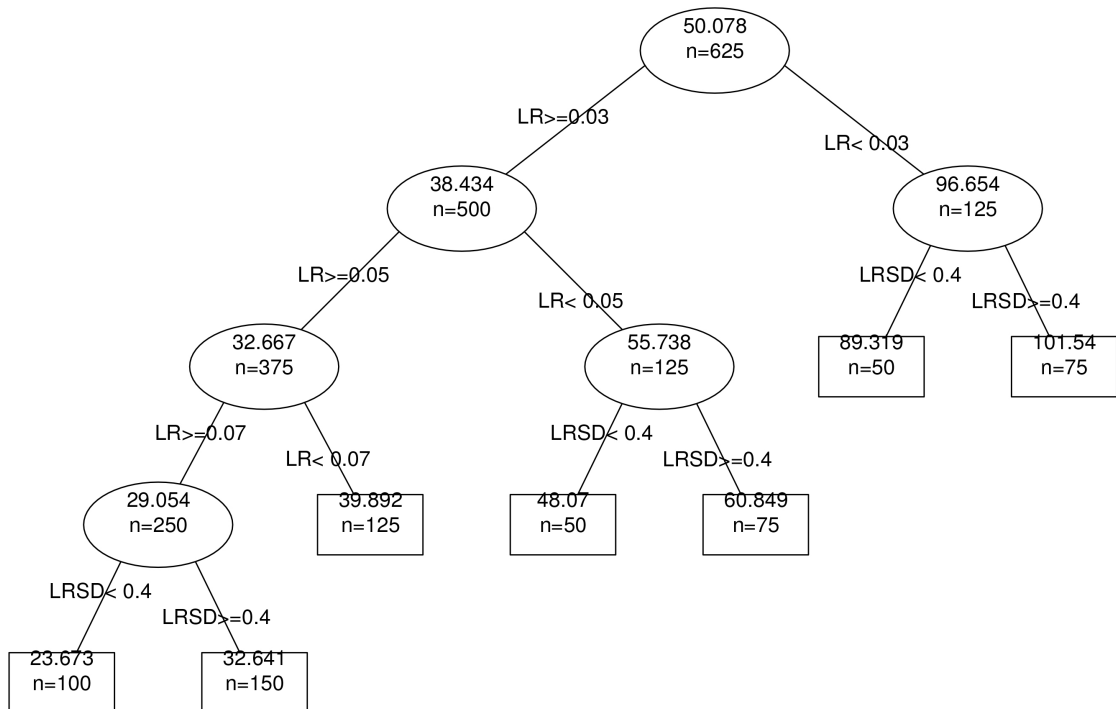 50.078
n=625
LR>=0.03
LR< 0.03
38.434
n=500
96.654
n=125
LR>=0.05
LR< 0.05
LRSD< 0.4
LRSD>=0.4
32.667
n=375
55.738
n=125
89.319
n=50
101.54
n=75
LR>=0.07
LR< 0.07
LRSD< 0.4
LRSD>=0.4
29.054
n=250
39.892
n=125
48.07
n=50
60.849
n=75
LRSD< 0.4
LRSD>=0.4
23.673
n=100
32.641
n=150